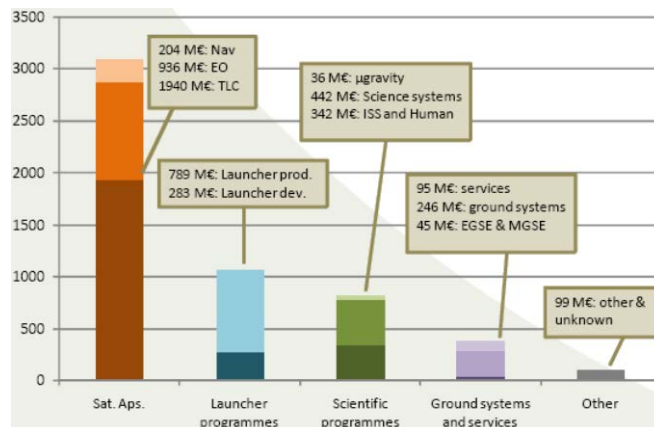 3500
3000
2500
2000
1500
1000
500
0
204 M€: Nav
936 M€: EO
1940 M€: TLC
789 M€: Launcher prod.
283 M€: Launcher dev.
36 M€: µgravity
442 M€: Science systems
342 M€: ISS and Human
95 M€: services
246 M€: ground systems
45 M€: EGSE & MGSE
99 M€: other &
unknown
Sat. Aps.
Launcher
programmes
Scientific
programmes
Ground systems
and services
Other